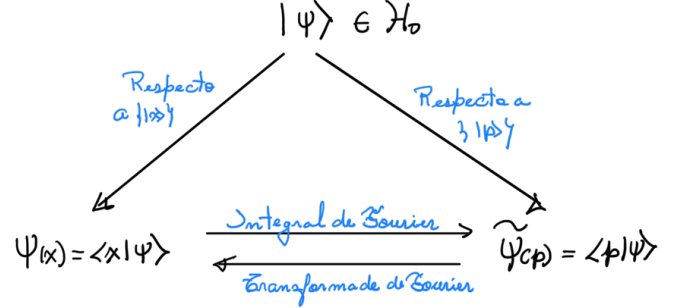 |ψ⟩ ∈ ℋ₀
Respecto
a {|x⟩}
Respecto a
{|p⟩}
Integral de Fourier
ψ(x) = ⟨x|ψ⟩
ψ̃(p) = ⟨p|ψ⟩
Transformada de Fourier